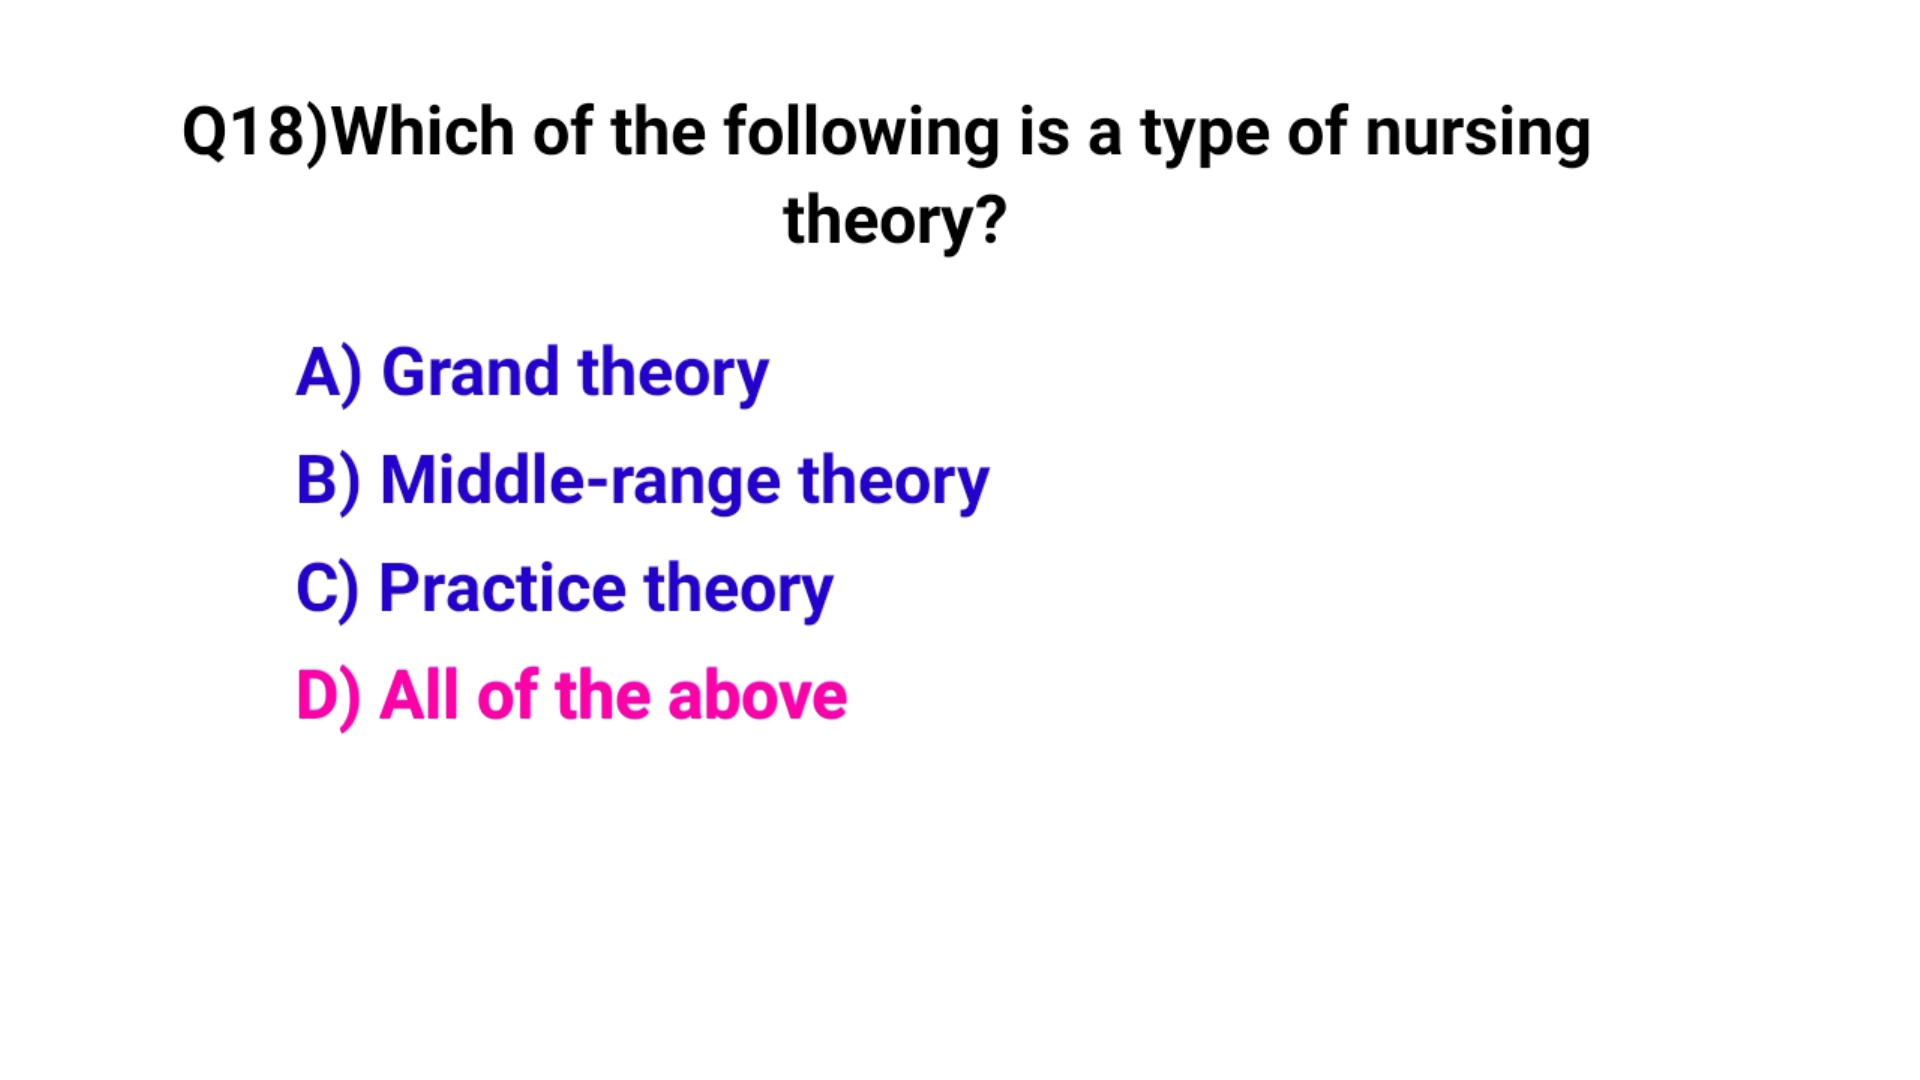 Q18)Which of the following is a type of nursing
theory?
A) Grand theory
B) Middle-range theory
C) Practice theory
D) All of the above